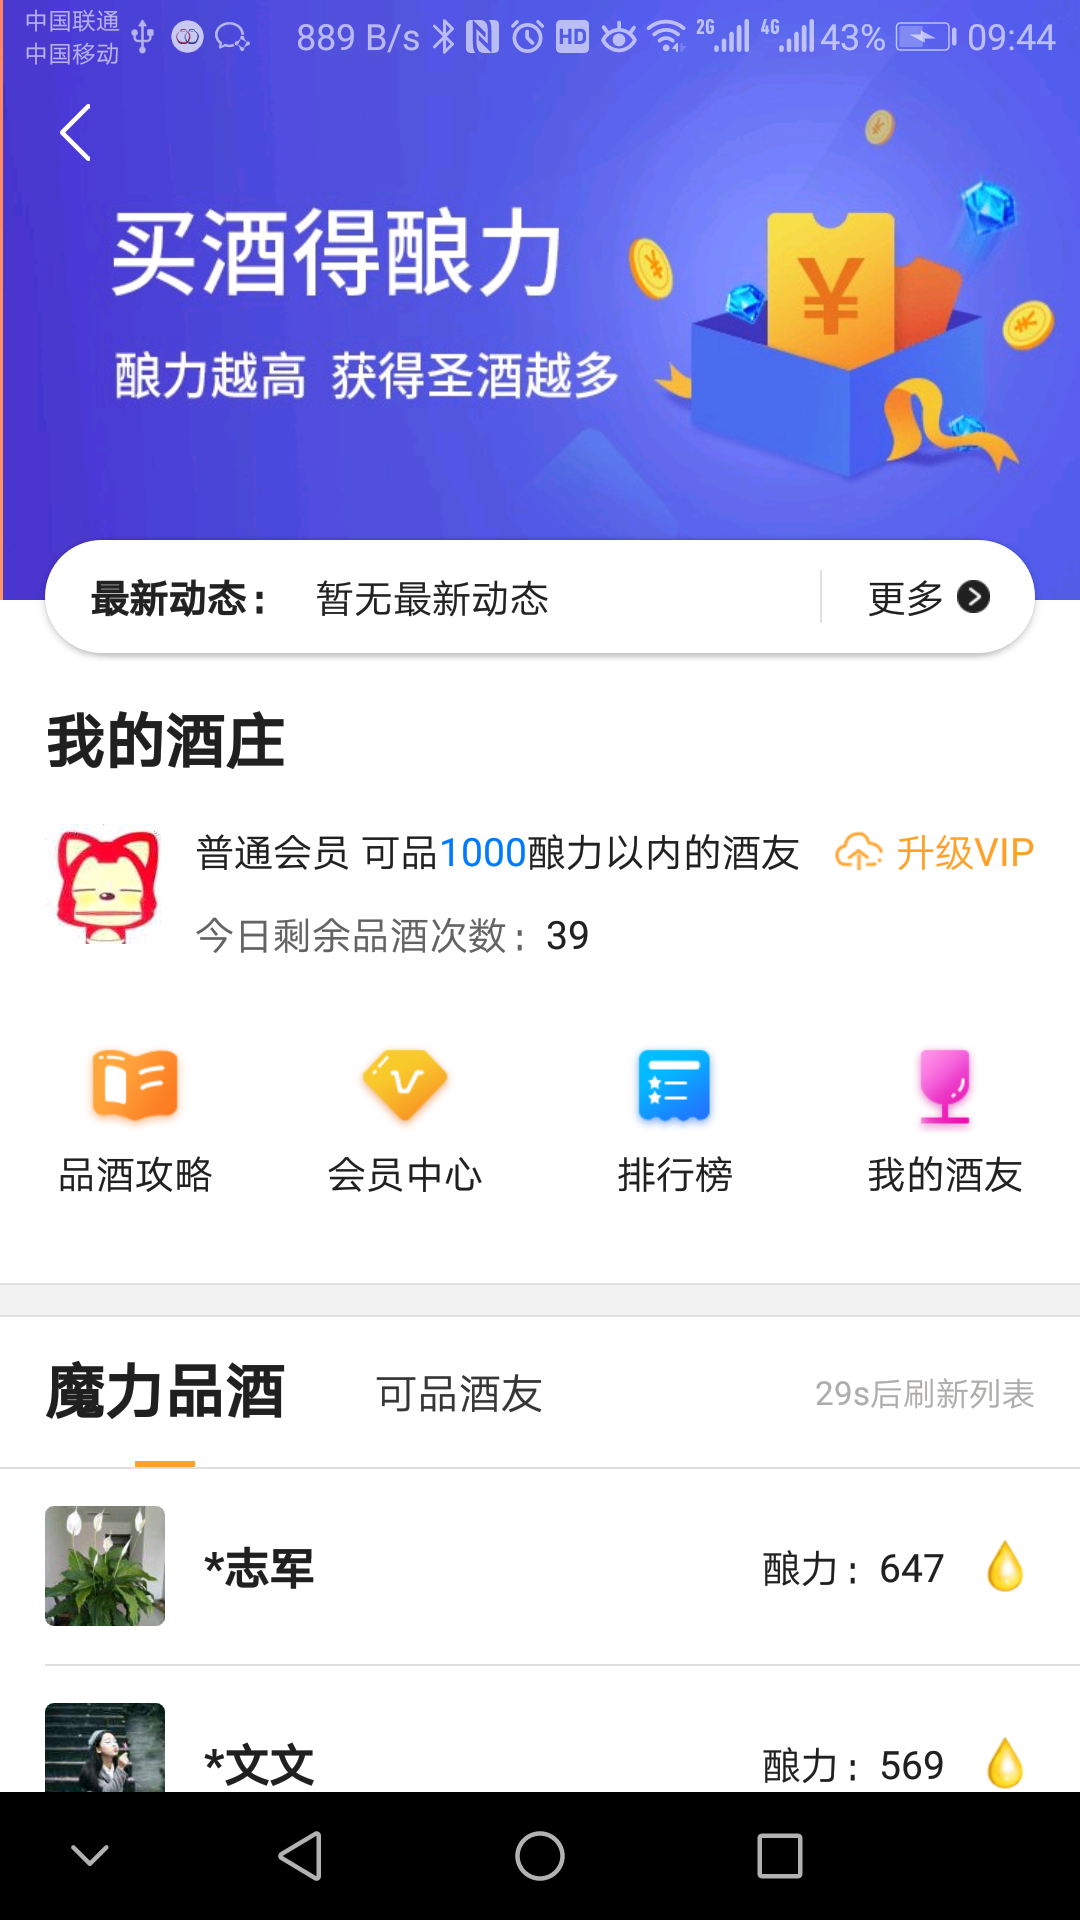 中国联通
中国移动
889 B/s HD 2G 4G 43% 09:44
买酒得酿力
酿力越高 获得圣酒越多
¥
最新动态： 暂无最新动态 更多
我的酒庄
普通会员 可品1000酿力以内的酒友 升级VIP
今日剩余品酒次数：39
品酒攻略 会员中心 排行榜 我的酒友
魔力品酒 可品酒友 29s后刷新列表
*志军 酿力：647
*文文 酿力：569